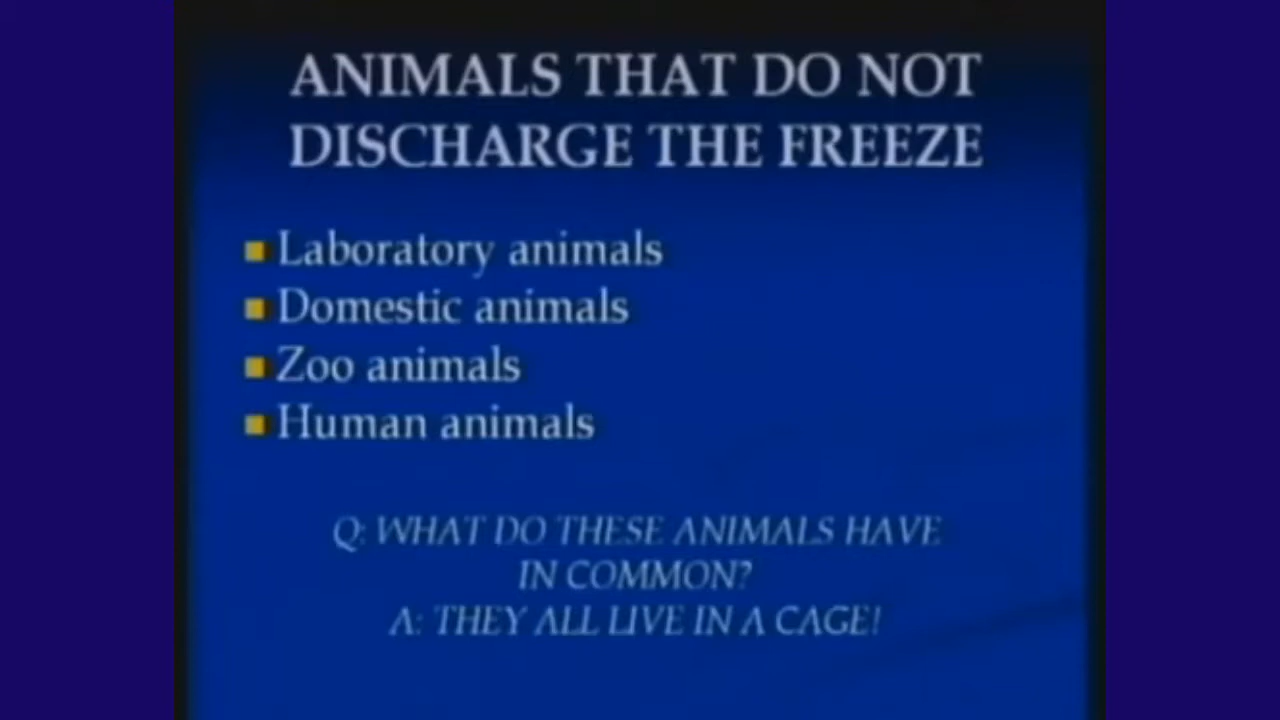 ANIMALS THAT DO NOT
DISCHARGE THE FREEZE
Laboratory animals
Domestic animals
Zoo animals
Human animals
Q: WHAT DO THESE ANIMALS HAVE
IN COMMON?
A: THEY ALL LIVE IN A CAGE!